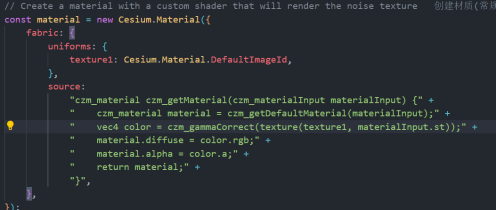 // Create a material with a custom shader that will render the noise texture 创建材质(常规
const material = new Cesium.Material({
fabric: {
uniforms: {
texture1: Cesium.Material.DefaultImageId,
},
source:
"czm_material czm_getMaterial(czm_materialInput materialInput) {" +
" czm_material material = czm_getDefaultMaterial(materialInput);" +
" vec4 color = czm_gammaCorrect(texture(texture1, materialInput.st));" +
" material.diffuse = color.rgb;" +
" material.alpha = color.a;" +
" return material;" +
"}",
},
});